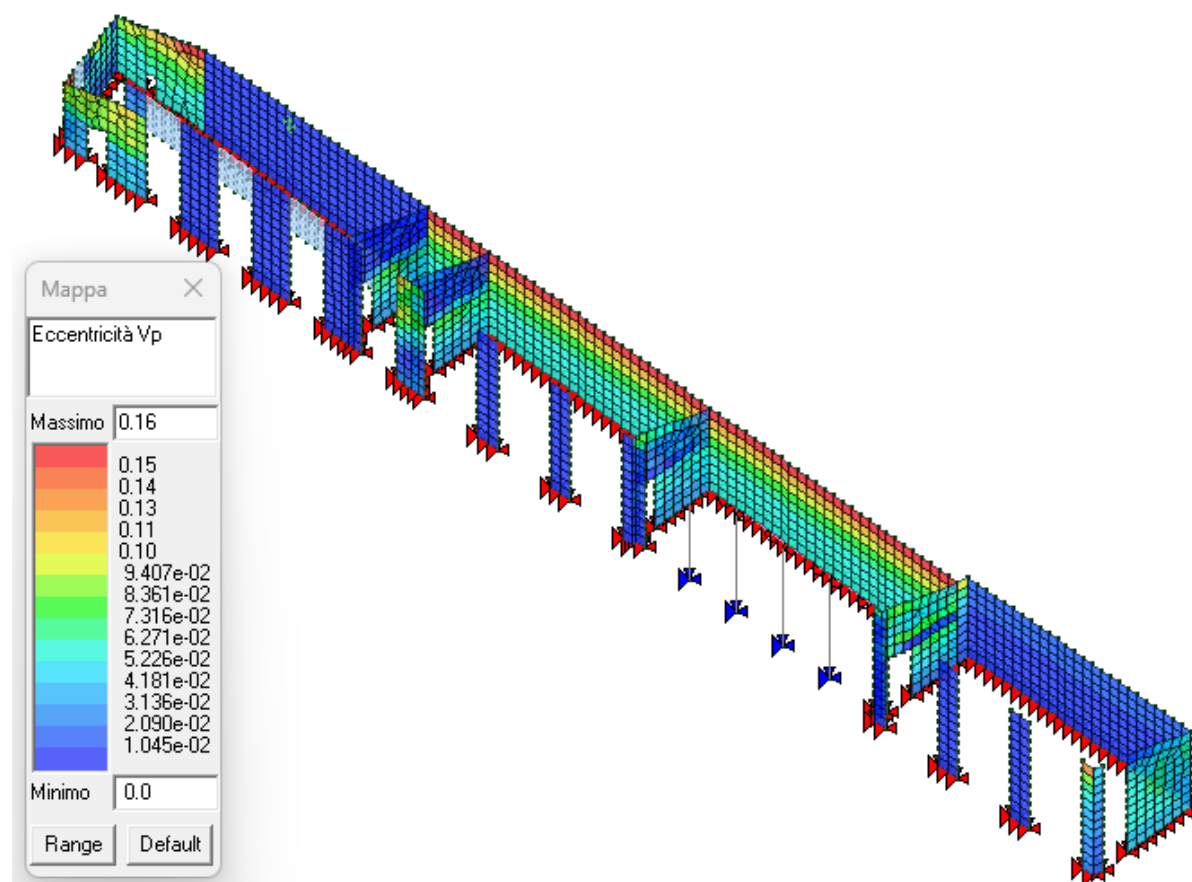 Mappa
Eccentricità Vp
Massimo 0.16
0.15
0.14
0.13
0.11
0.10
9.407e-02
8.361e-02
7.316e-02
6.271e-02
5.226e-02
4.181e-02
3.136e-02
2.090e-02
1.045e-02
Minimo 0.0
Range Default